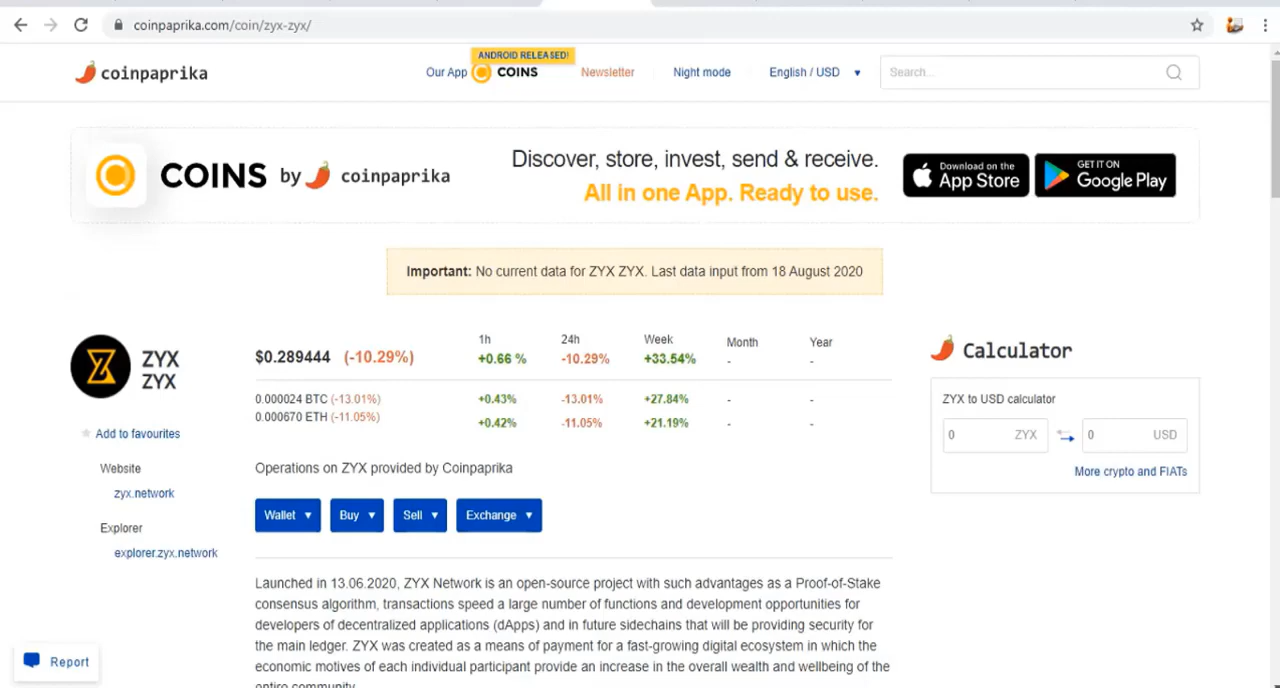 coinpaprika.com/coin/zyx-zyx/
coinpaprika
Our App
ANDROID RELEASED!
COINS
Newsletter
Night mode
English / USD ▼
Search...
COINS by coinpaprika
Discover, store, invest, send & receive.
All in one App. Ready to use.
Download on the
App Store
GET IT ON
Google Play
Important: No current data for ZYX ZYX. Last data input from 18 August 2020
ZYX
ZYX
Add to favourites
Website
zyx.network
Explorer
explorer.zyx.network
$0.289444 (-10.29%)
1h 24h Week Month Year
+0.66 % -10.29% +33.54% - -
0.000024 BTC (-13.01%) +0.43% -13.01% +27.84% - -
0.000670 ETH (-11.05%) +0.42% -11.05% +21.19% - -
Operations on ZYX provided by Coinpaprika
Wallet ▼ Buy ▼ Sell ▼ Exchange ▼
Launched in 13.06.2020, ZYX Network is an open-source project with such advantages as a Proof-of-Stake
consensus algorithm, transactions speed a large number of functions and development opportunities for
developers of decentralized applications (dApps) and in future sidechains that will be providing security for
the main ledger. ZYX was created as a means of payment for a fast-growing digital ecosystem in which the
economic motives of each individual participant provide an increase in the overall wealth and wellbeing of the
entire community.
Calculator
ZYX to USD calculator
0 ZYX 0 USD
More crypto and FIATs
Report